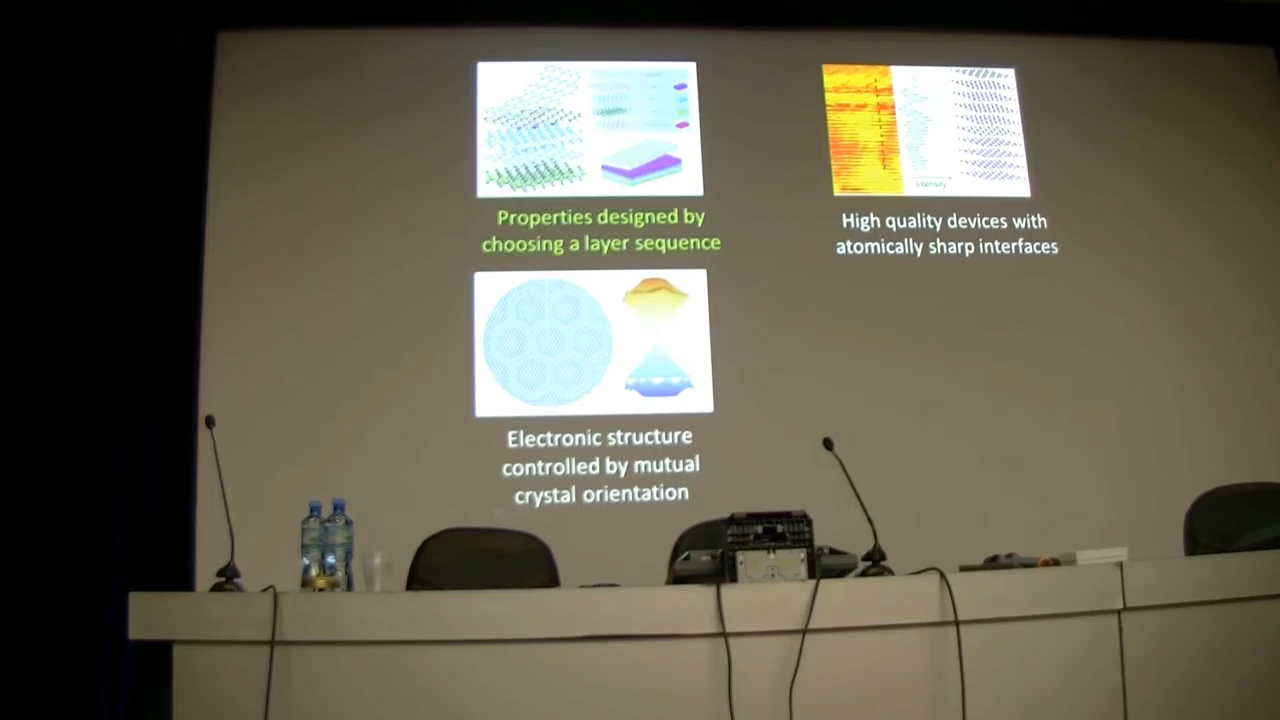 Properties designed by
choosing a layer sequence
Intensity
High quality devices with
atomically sharp interfaces
Electronic structure
controlled by mutual
crystal orientation